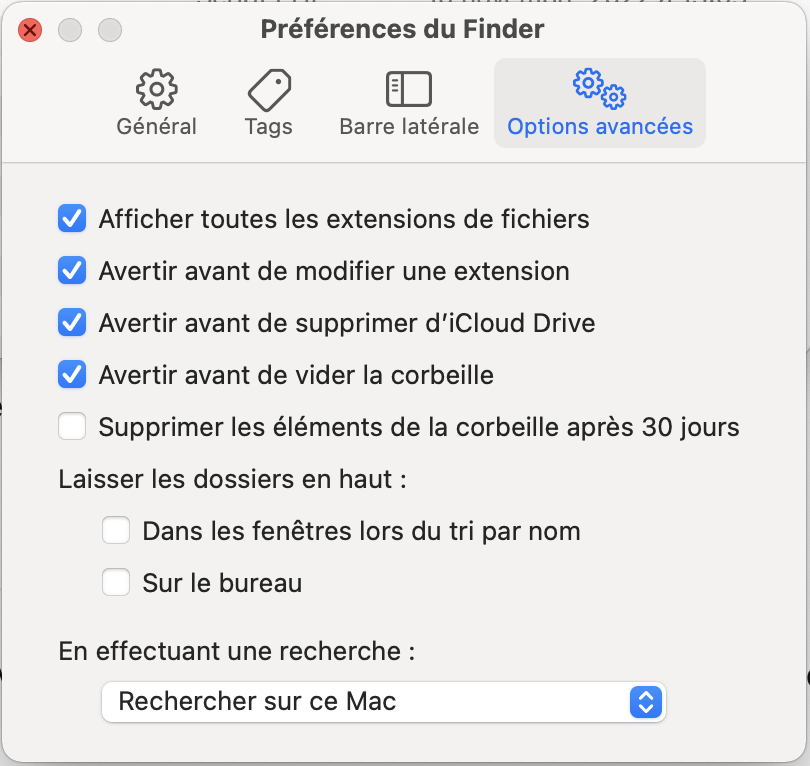 Préférences du Finder
Général
Tags
Barre latérale
Options avancées
Afficher toutes les extensions de fichiers
Avertir avant de modifier une extension
Avertir avant de supprimer d’iCloud Drive
Avertir avant de vider la corbeille
Supprimer les éléments de la corbeille après 30 jours
Laisser les dossiers en haut :
Dans les fenêtres lors du tri par nom
Sur le bureau
En effectuant une recherche :
Rechercher sur ce Mac